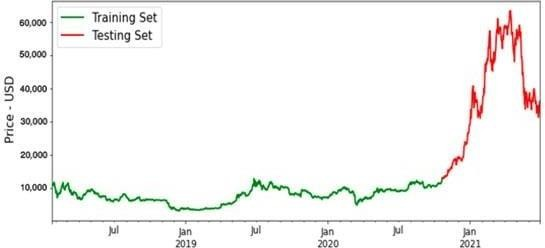 Training Set
Testing Set
Price - USD
60,000
50,000
40,000
30,000
20,000
10,000
Jul
Jan
2019
Jul
Jan
2020
Jul
Jan
2021